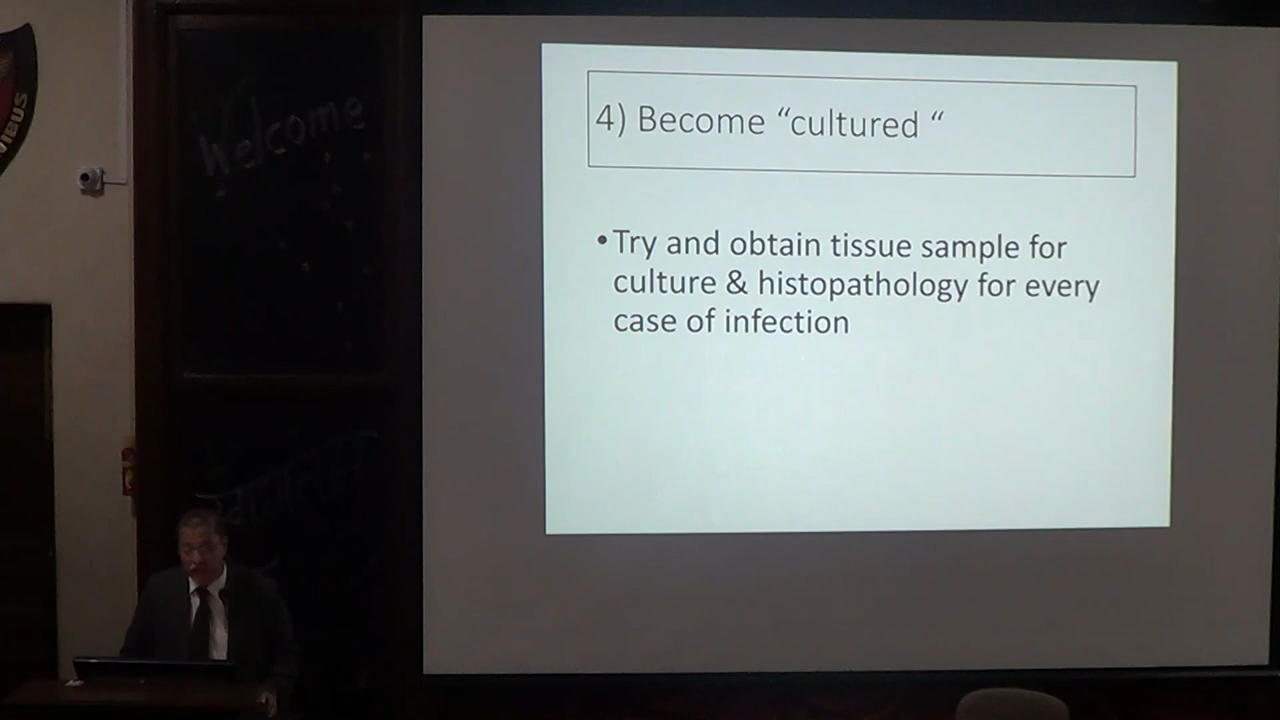 Welcome
4) Become “cultured “
•Try and obtain tissue sample for
culture & histopathology for every
case of infection